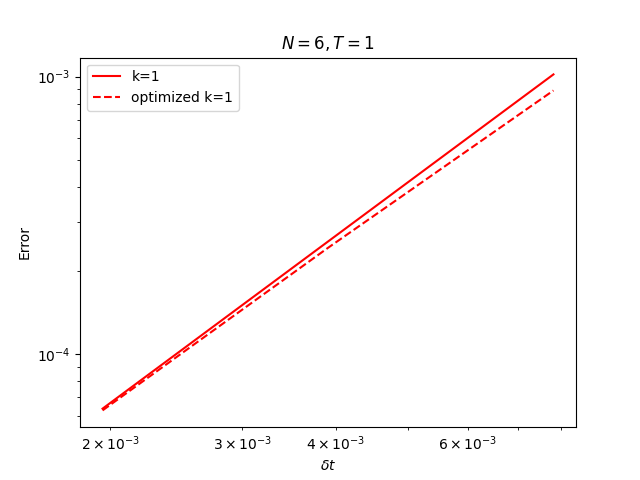 N = 6, T = 1
k=1
optimized k=1
10⁻³
10⁻⁴
Error
2 × 10⁻³
3 × 10⁻³
4 × 10⁻³
6 × 10⁻³
δt